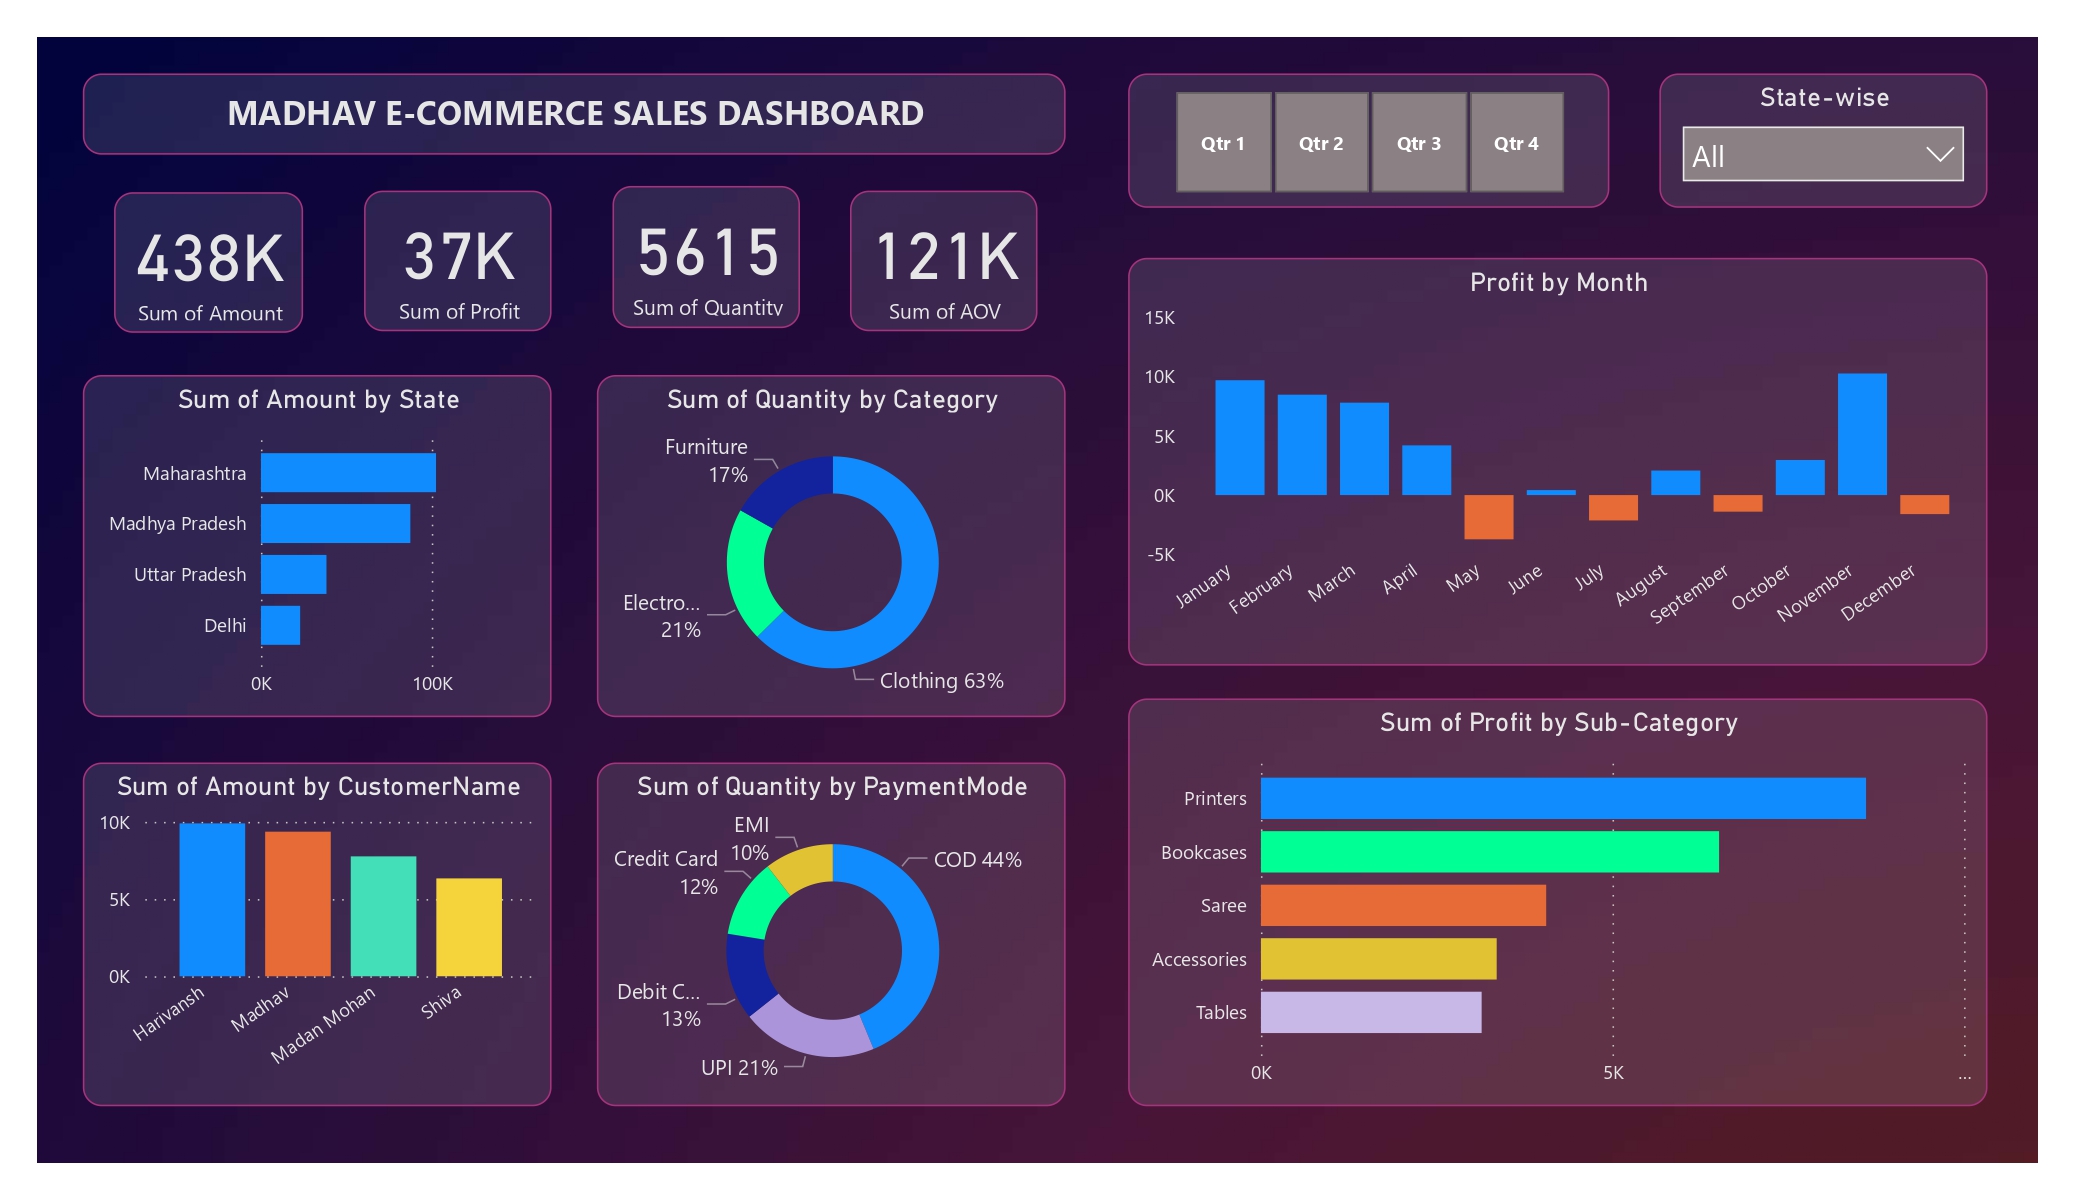 MADHAV E-COMMERCE SALES DASHBOARD
Qtr 1
Qtr 2
Qtr 3
Qtr 4
State-wise
All
438K
Sum of Amount
37K
Sum of Profit
5615
Sum of Quantity
121K
Sum of AOV
Sum of Amount by State
Maharashtra
Madhya Pradesh
Uttar Pradesh
Delhi
0K
100K
Sum of Quantity by Category
Furniture
17%
Electro...
21%
Clothing 63%
Profit by Month
15K
10K
5K
0K
-5K
January
February
March
April
May
June
July
August
September
October
November
December
Sum of Amount by CustomerName
10K
5K
0K
Harivansh
Madhav
Madan Mohan
Shiva
Sum of Quantity by PaymentMode
EMI
10%
Credit Card
12%
COD 44%
Debit C...
13%
UPI 21%
Sum of Profit by Sub-Category
Printers
Bookcases
Saree
Accessories
Tables
0K
5K
...